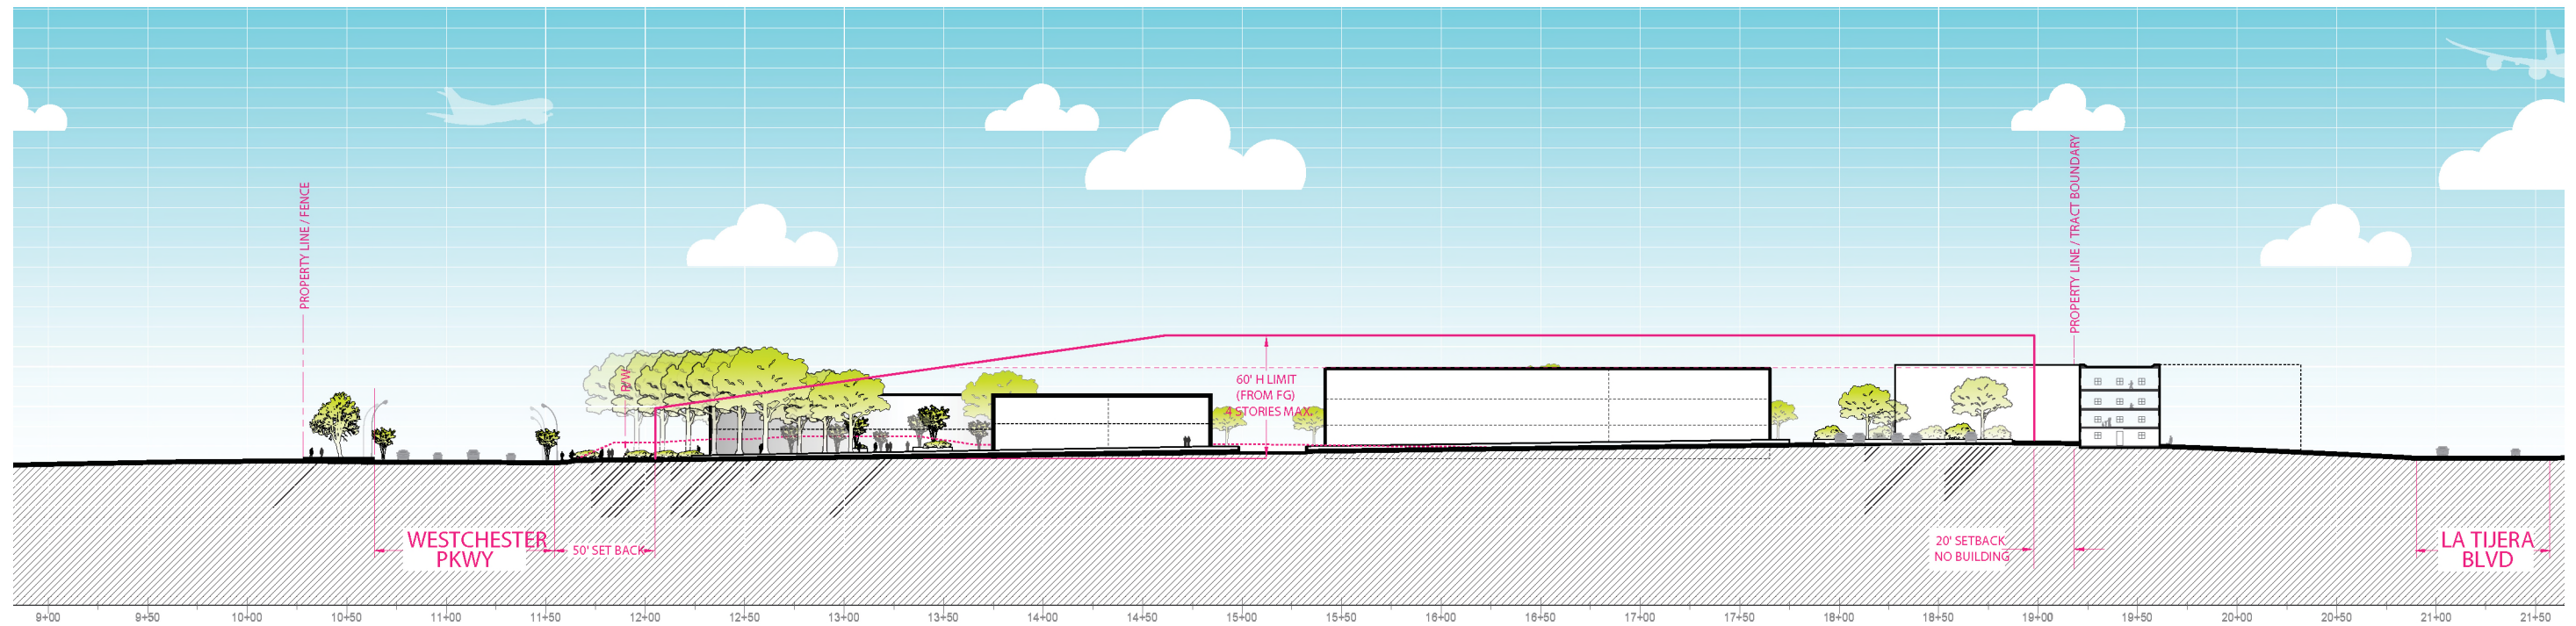 PROPERTY LINE / FENCE
R/W
60' H LIMIT
(FROM FG)
4 STORIES MAX.
PROPERTY LINE / TRACT BOUNDARY
WESTCHESTER
PKWY
50' SET BACK
20' SETBACK
NO BUILDING
LA TIJERA
BLVD
9+00 9+50 10+00 10+50 11+00 11+50 12+00 12+50 13+00 13+50 14+00 14+50 15+00 15+50 16+00 16+50 17+00 17+50 18+00 18+50 19+00 19+50 20+00 20+50 21+00 21+50